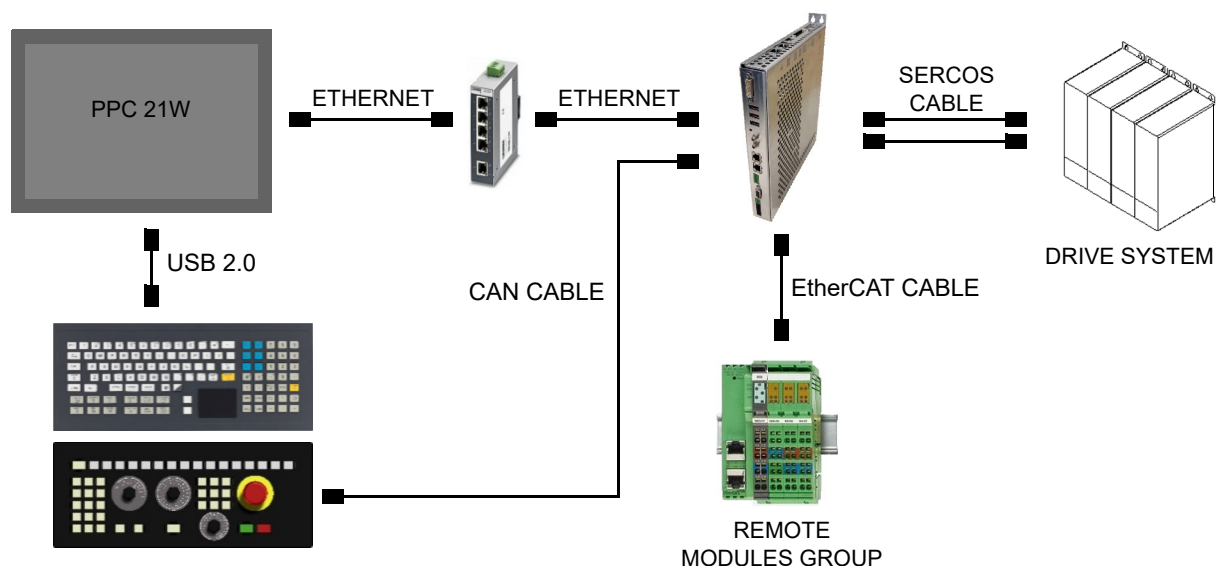 PPC 21W
ETHERNET
ETHERNET
SERCOS
CABLE
DRIVE SYSTEM
USB 2.0
CAN CABLE
EtherCAT CABLE
REMOTE
MODULES GROUP